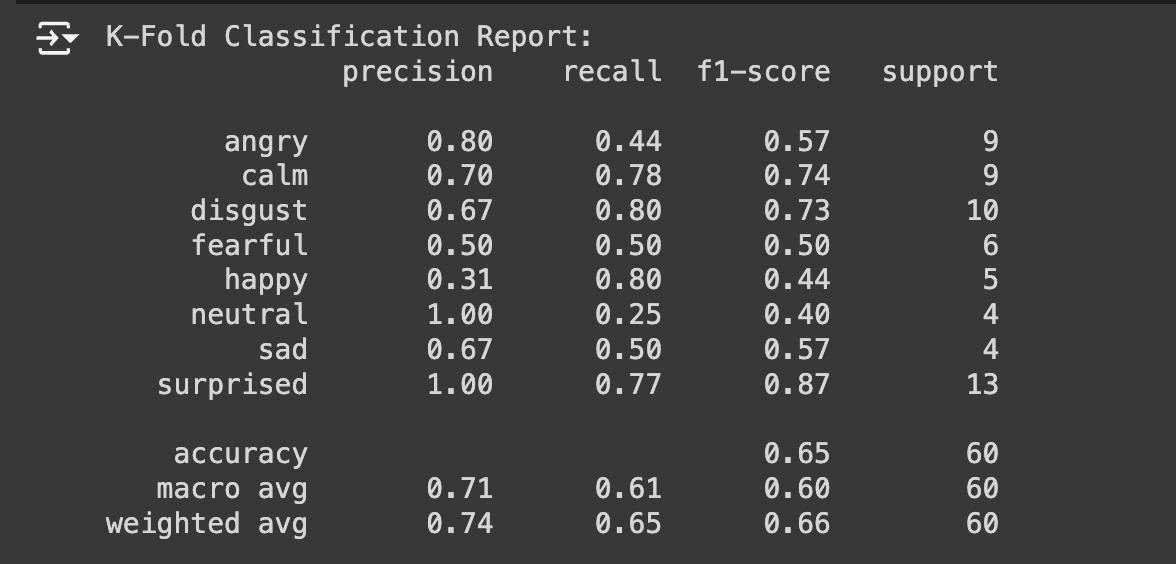 K-Fold Classification Report:
precision recall f1-score support
angry 0.80 0.44 0.57 9
calm 0.70 0.78 0.74 9
disgust 0.67 0.80 0.73 10
fearful 0.50 0.50 0.50 6
happy 0.31 0.80 0.44 5
neutral 1.00 0.25 0.40 4
sad 0.67 0.50 0.57 4
surprised 1.00 0.77 0.87 13
accuracy 0.65 60
macro avg 0.71 0.61 0.60 60
weighted avg 0.74 0.65 0.66 60